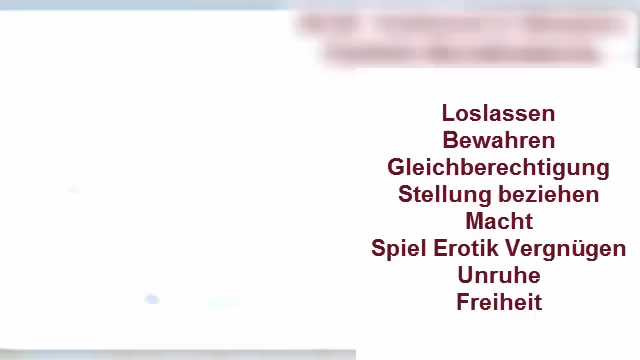 Loslassen
Bewahren
Gleichberechtigung
Stellung beziehen
Macht
Spiel Erotik Vergnügen
Unruhe
Freiheit